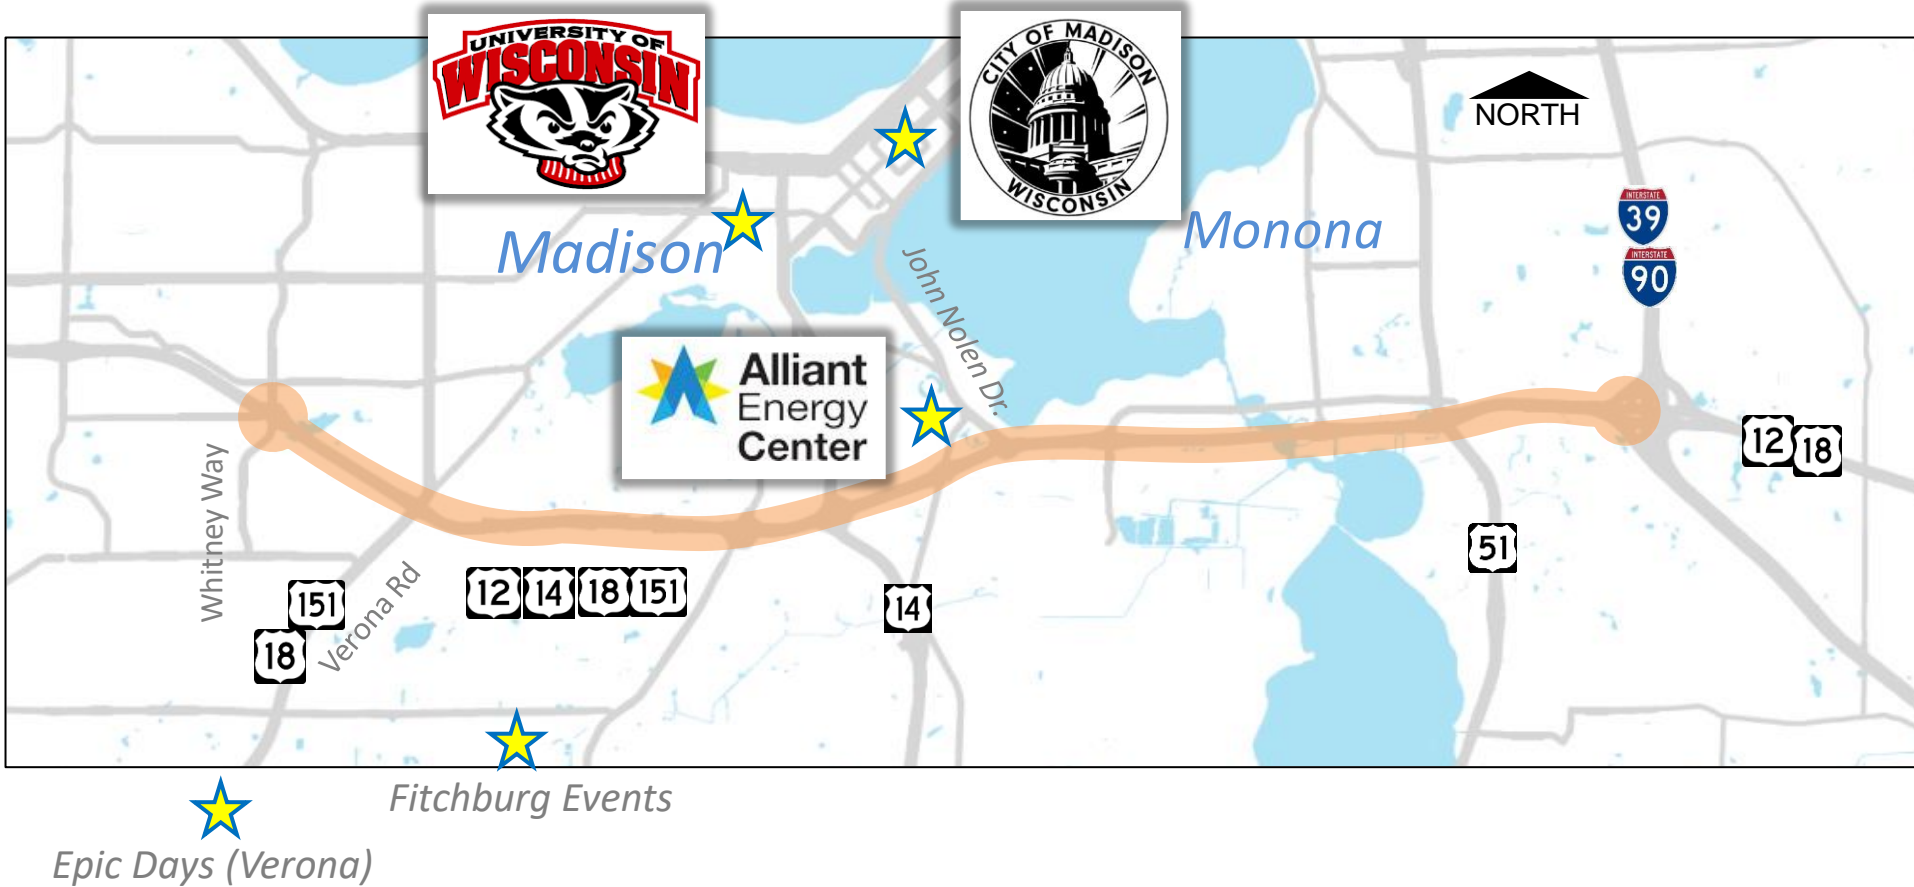 UNIVERSITY OF
WISCONSIN
CITY OF MADISON
WISCONSIN
NORTH
INTERSTATE
39
INTERSTATE
90
Madison
Monona
John Nolen Dr.
Alliant
Energy
Center
12
18
Whitney Way
51
151
18
Verona Rd
12 14 18 151
14
Fitchburg Events
Epic Days (Verona)